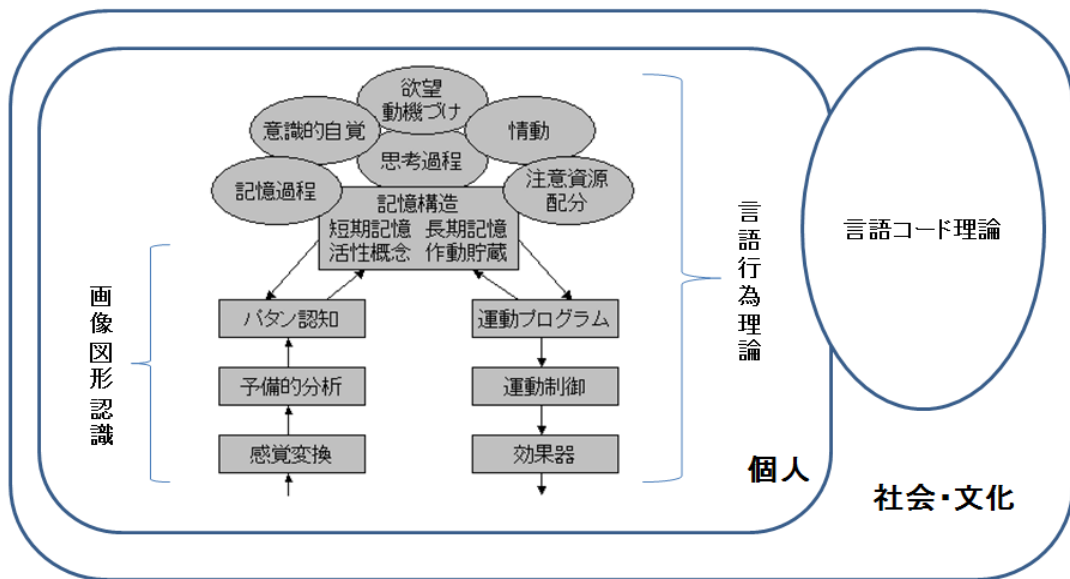 欲望
動機づけ
意識的自覚
情動
思考過程
記憶過程
注意資源
配分
記憶構造
短期記憶 長期記憶
活性概念 作動貯蔵
パタン認知
運動プログラム
予備的分析
運動制御
感覚変換
効果器
画像図形認識
言語行為理論
言語コード理論
個人
社会・文化